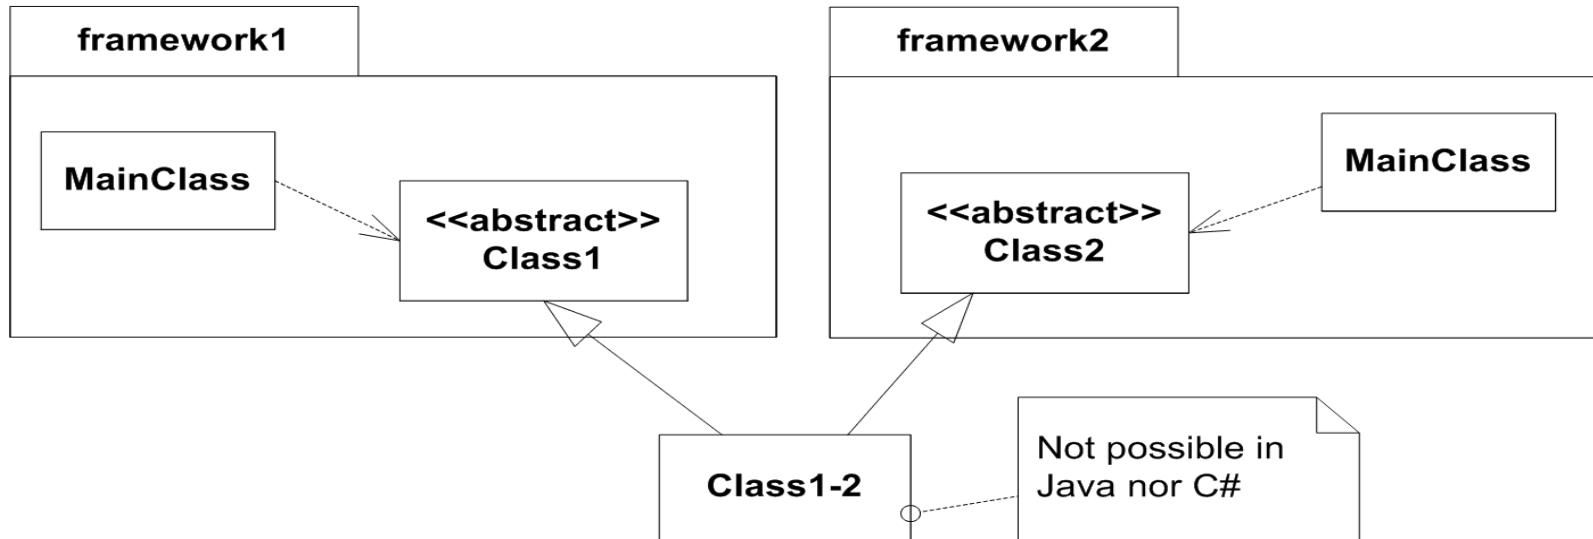 framework1
MainClass
<<abstract>>
Class1
framework2
<<abstract>>
Class2
MainClass
Class1-2
Not possible in
Java nor C#